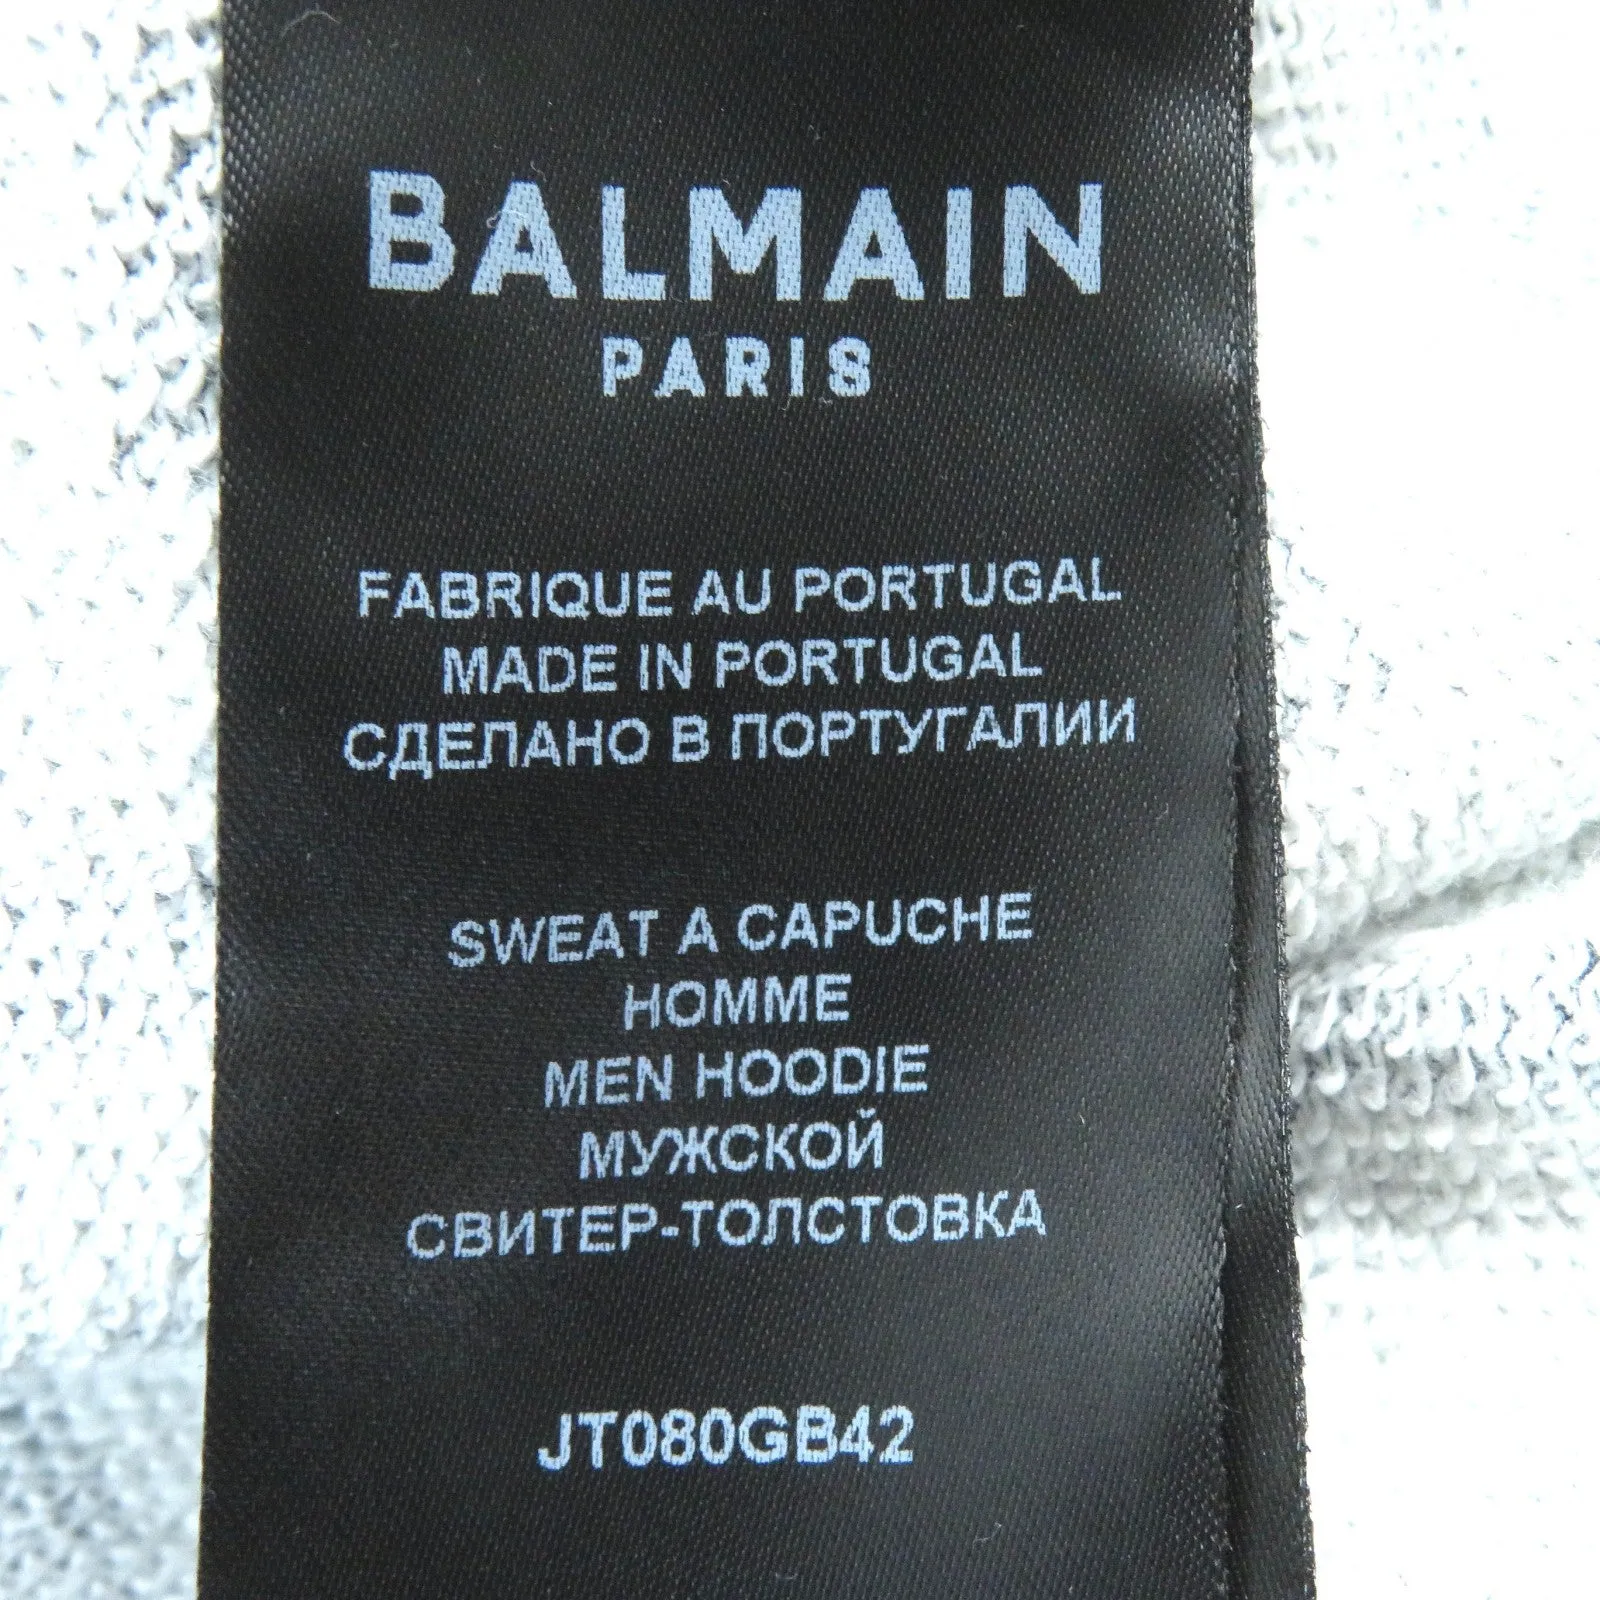 BALMAIN
PARIS
FABRIQUE AU PORTUGAL
MADE IN PORTUGAL
СДЕЛАНО В ПОРТУГАЛИИ
SWEAT A CAPUCHE
HOMME
MEN HOODIE
МУЖСКОЙ
СВИТЕР-ТОЛСТОВКА
JT080GB42